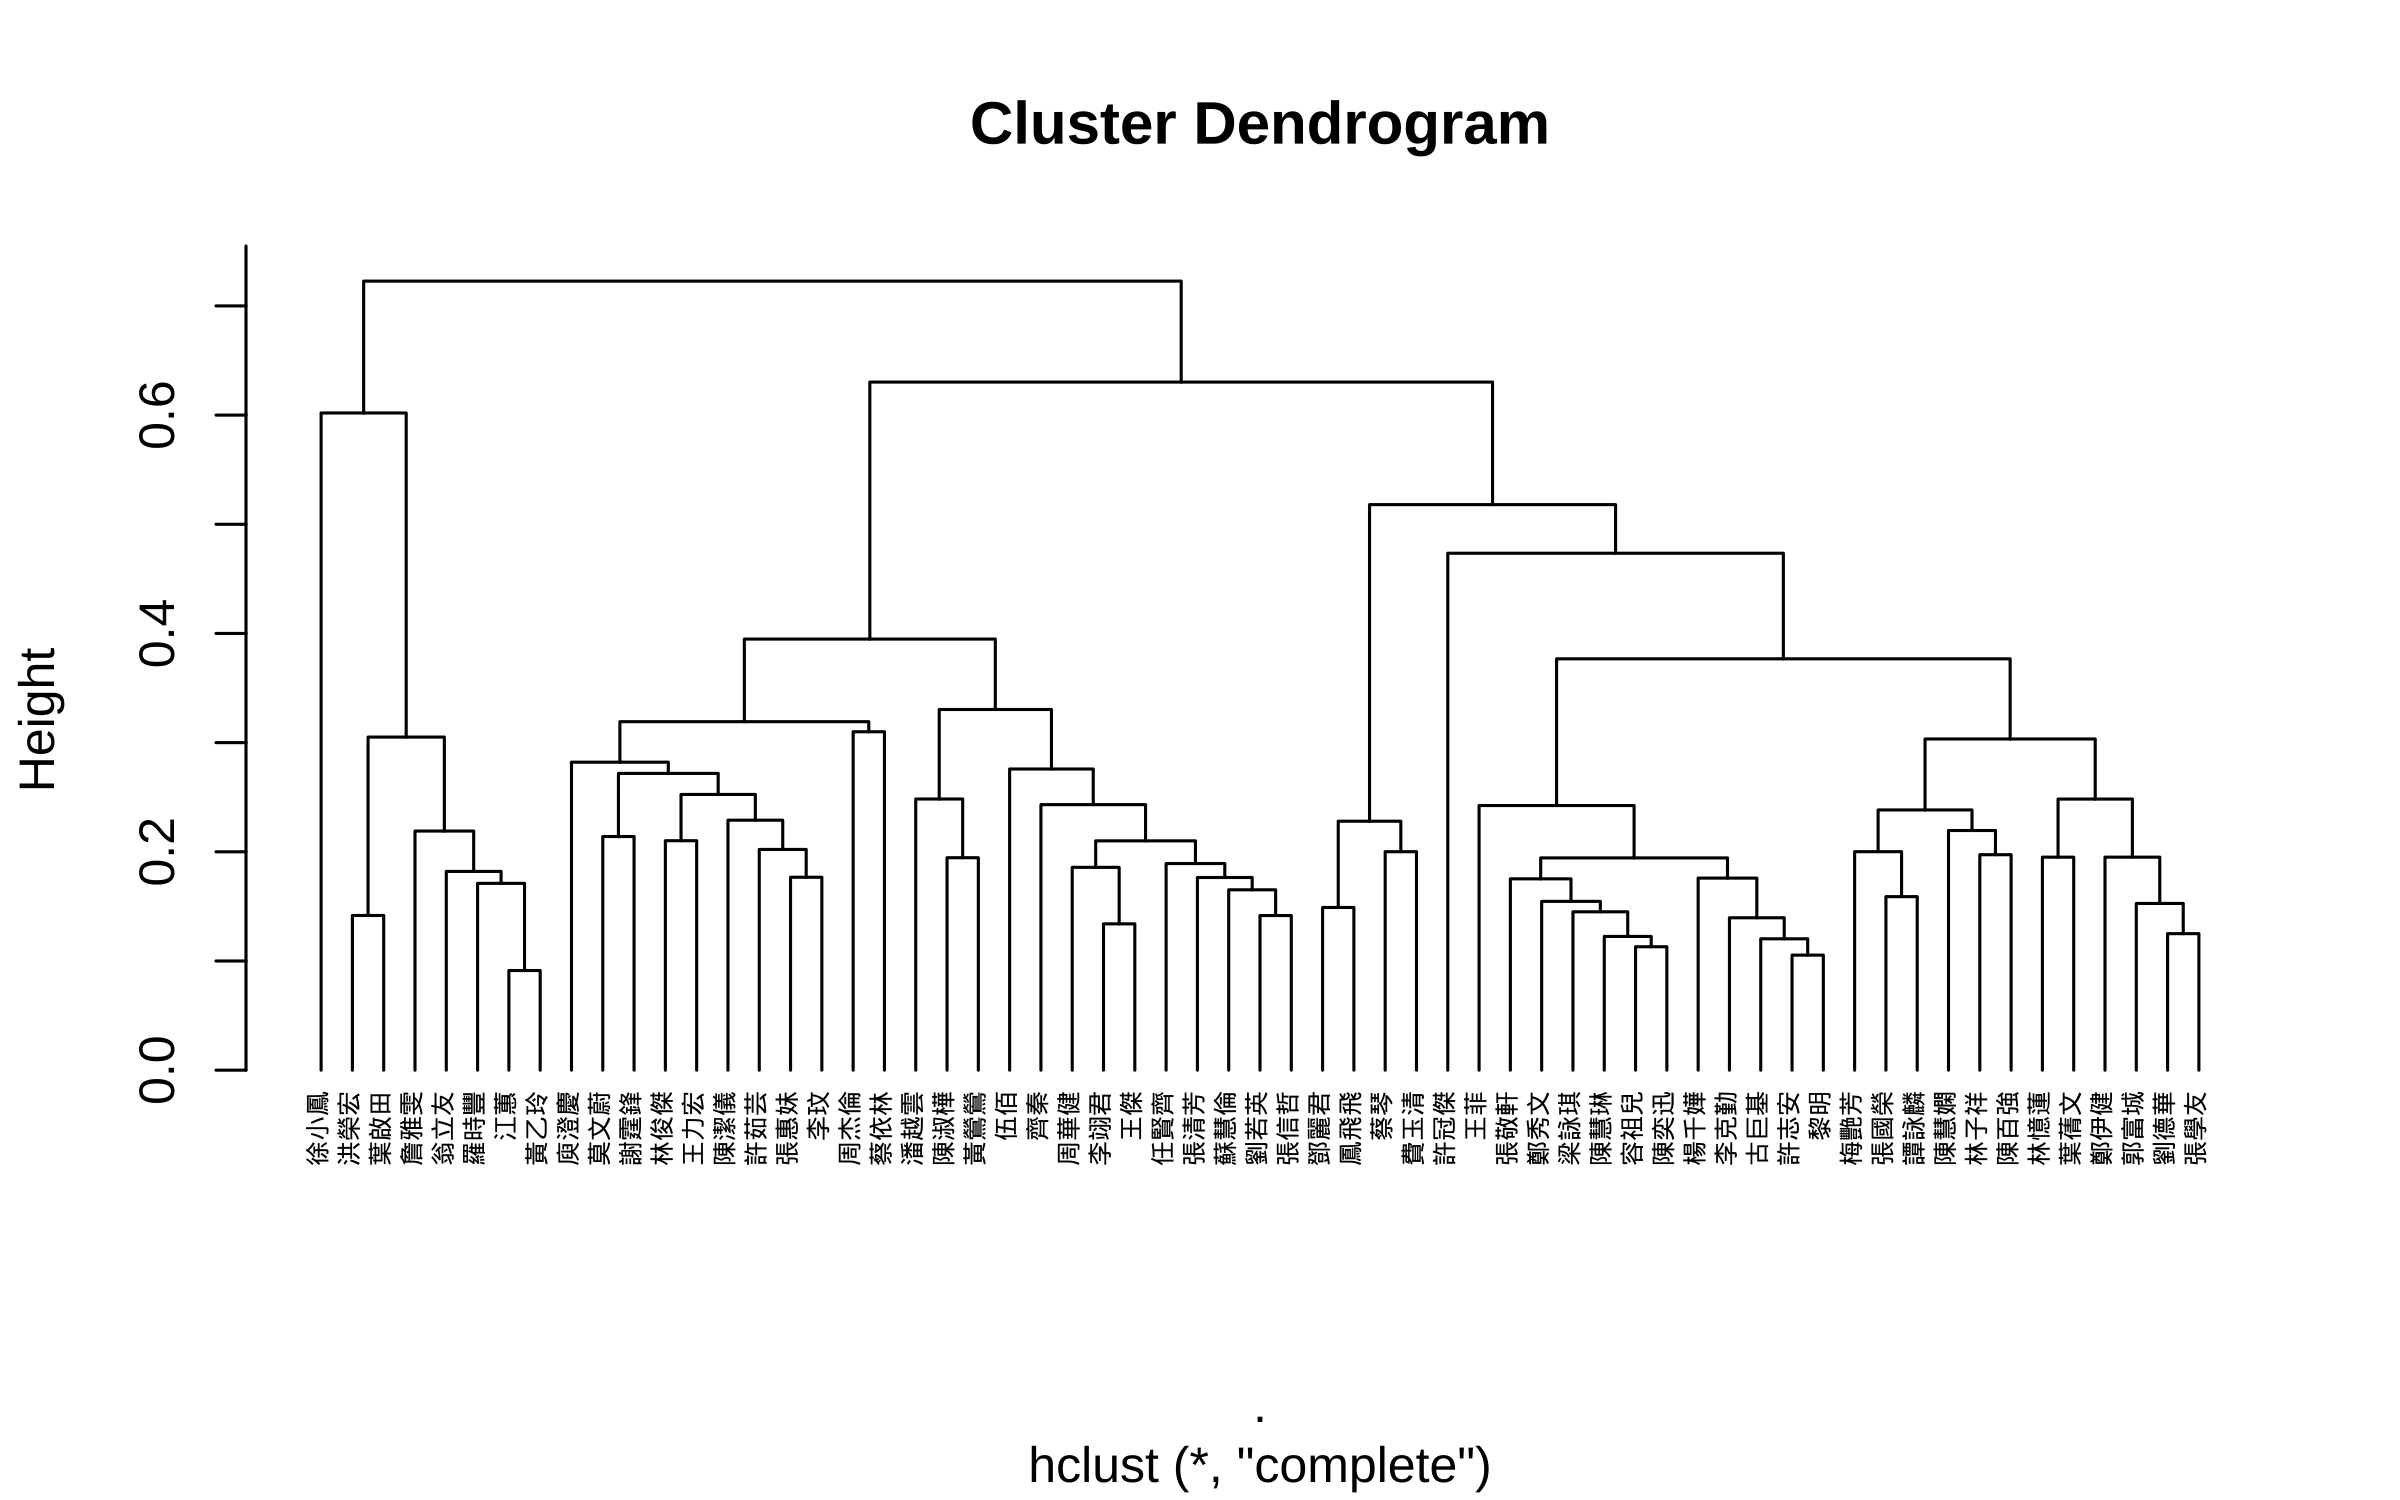 Cluster Dendrogram
Height
0.0
0.2
0.4
0.6
徐小鳳
洪榮宏
葉啟田
詹雅雯
翁立友
羅時豐
江蕙
黃乙玲
庾澄慶
莫文蔚
謝霆鋒
林俊傑
王力宏
陳潔儀
許茹芸
張惠妹
李玟
周杰倫
蔡依林
潘越雲
陳淑樺
黃鶯鶯
伍佰
齊秦
周華健
李翊君
王傑
任賢齊
張清芳
蘇慧倫
劉若英
張信哲
鄧麗君
鳳飛飛
蔡琴
費玉清
許冠傑
王菲
張敬軒
鄭秀文
梁詠琪
陳慧琳
容祖兒
陳奕迅
楊千嬅
李克勤
古巨基
許志安
黎明
梅艷芳
張國榮
譚詠麟
陳慧嫻
林子祥
陳百強
林憶蓮
葉蒨文
鄭伊健
郭富城
劉德華
張學友
.
hclust (*, "complete")